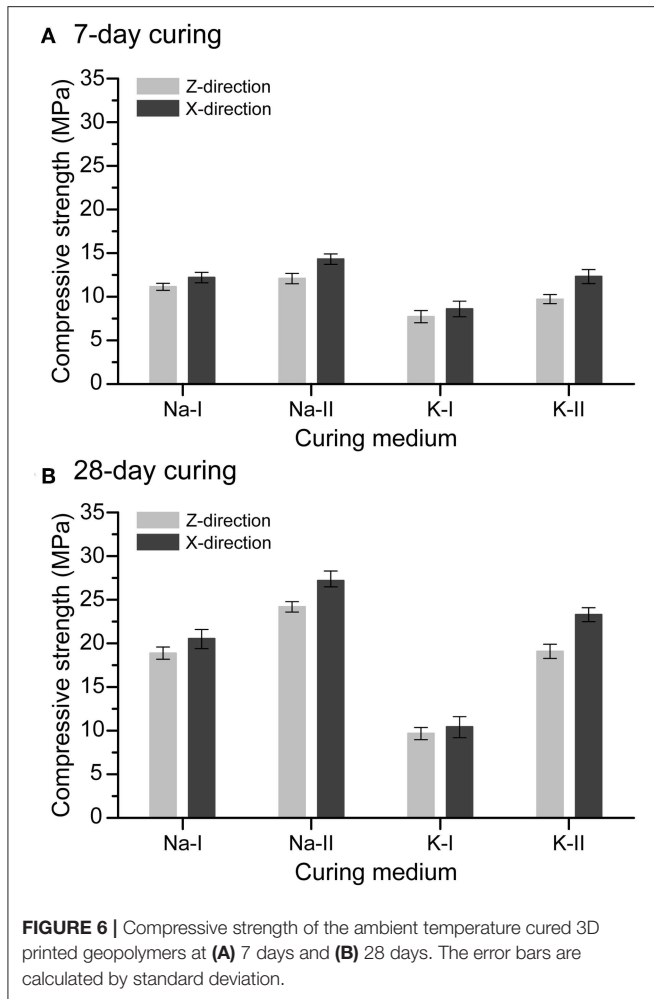 A 7-day curing
35
30
25
20
15
10
5
0
Compressive strength (MPa)
Z-direction
X-direction
Na-I Na-II K-I K-II
Curing medium
B 28-day curing
35
30
25
20
15
10
5
0
Compressive strength (MPa)
Z-direction
X-direction
Na-I Na-II K-I K-II
Curing medium
FIGURE 6 | Compressive strength of the ambient temperature cured 3D
printed geopolymers at (A) 7 days and (B) 28 days. The error bars are
calculated by standard deviation.